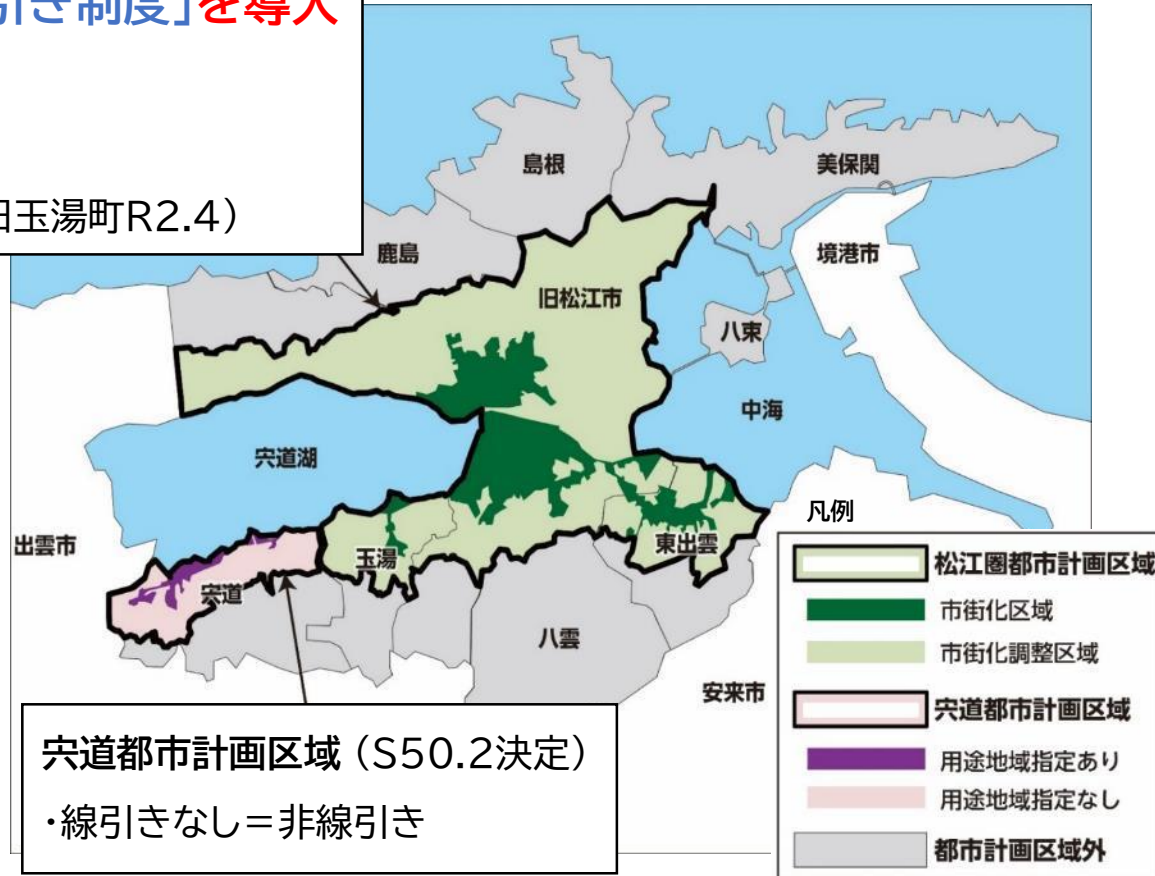 引き制度」を導入
玉湯町R2.4)
島根
美保関
鹿島
境港市
旧松江市
八束
中海
宍道湖
凡例
出雲市
玉湯
東出雲
宍道
八雲
安来市
松江圏都市計画区域
市街化区域
市街化調整区域
宍道都市計画区域
用途地域指定あり
用途地域指定なし
都市計画区域外
宍道都市計画区域(S50.2決定)
・線引きなし=非線引き